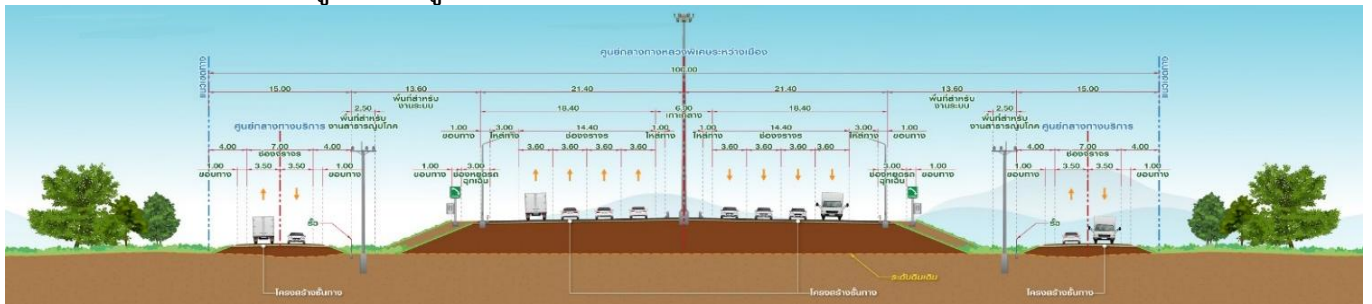 ศูนย์กลางทางหลวงพิเศษระหว่างเมือง
100.00
แนวเขตทาง
แนวเขตทาง
15.00 13.60 21.40 21.40 13.60 15.00
พื้นที่สำหรับ
งานระบบ
พื้นที่สำหรับ
งานระบบ
2.50 18.40 6.00 18.40 2.50
เกาะกลาง
พื้นที่สำหรับ
งานสาธารณูปโภค
พื้นที่สำหรับ
งานสาธารณูปโภค
ศูนย์กลางทางบริการ
ศูนย์กลางทางบริการ
1.00 3.00 14.40 1.00 1.00 14.40 3.00 1.00
ขอบทาง ไหล่ทาง ช่องจราจร ไหล่ทาง ไหล่ทาง ช่องจราจร ไหล่ทาง ขอบทาง
4.00 7.00 4.00 3.60 3.60 3.60 3.60 3.60 3.60 3.60 3.60 4.00 7.00 4.00
ช่องจราจร ช่องจราจร
1.00 3.50 3.50 1.00 1.00 3.00 3.00 1.00 1.00 3.50 3.50 1.00
ขอบทาง ขอบทาง ขอบทาง ช่องหยุดรถ
ฉุกเฉิน
ช่องหยุดรถ
ฉุกเฉิน
ขอบทาง ขอบทาง ขอบทาง
รั้ว รั้ว
ระดับดินเดิม
โครงสร้างชั้นทาง โครงสร้างชั้นทาง โครงสร้างชั้นทาง